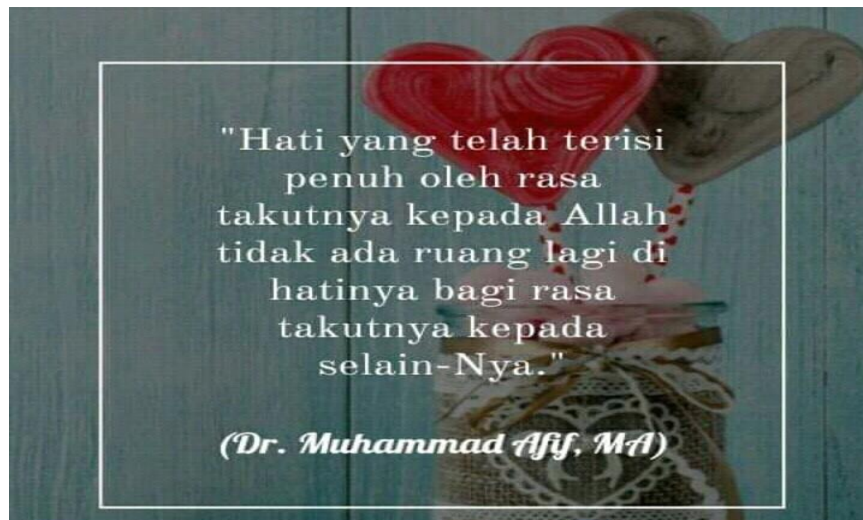 "Hati yang telah terisi
penuh oleh rasa
takutnya kepada Allah
tidak ada ruang lagi di
hatinya bagi rasa
takutnya kepada
selain-Nya."
(Dr. Muhammad Afif, MA)